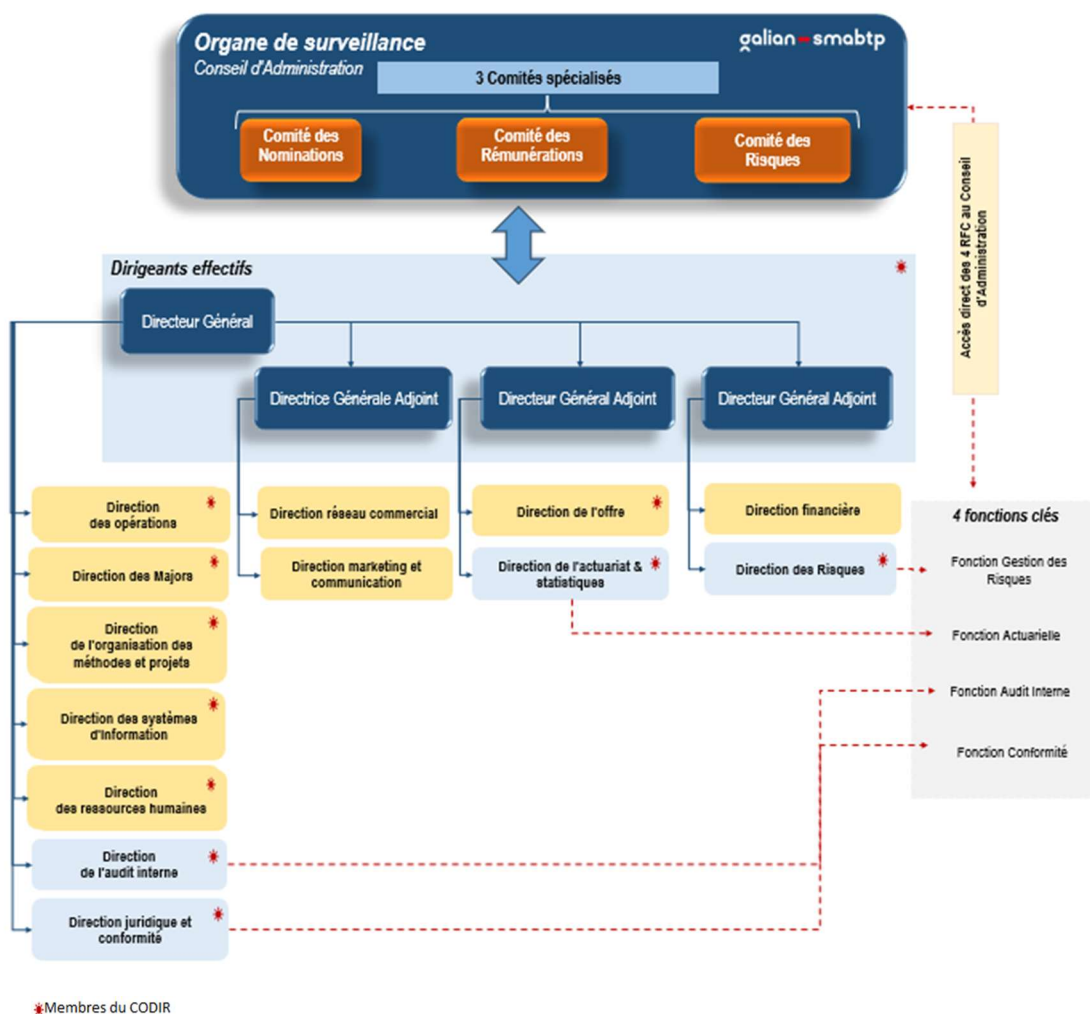 Organe de surveillance
Conseil d'Administration
galian smabtp
3 Comités spécialisés
Comité des
Nominations
Comité des
Rémunérations
Comité des
Risques
Accès direct des 4 RFC au Conseil
d'Administration
Dirigeants effectifs
Directeur Général
Directrice Générale Adjoint
Directeur Général Adjoint
Directeur Général Adjoint
Direction
des opérations
Direction des Majors
Direction
de l'organisation des
méthodes et projets
Direction des systèmes
d'Information
Direction
des ressources humaines
Direction
de l'audit interne
Direction juridique et
conformité
Direction réseau commercial
Direction marketing et
communication
Direction de l'offre
Direction de l'actuariat &
statistiques
Direction financière
Direction des Risques
4 fonctions clés
Fonction Gestion des
Risques
Fonction Actuarielle
Fonction Audit Interne
Fonction Conformité
Membres du CODIR